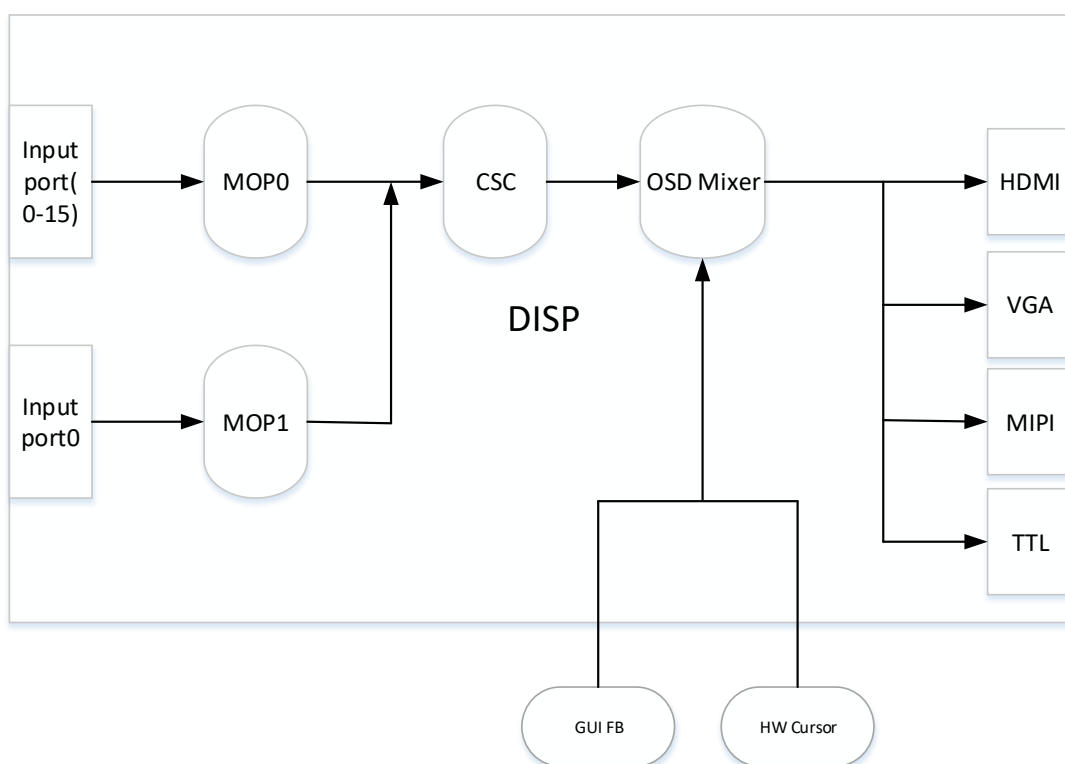 Input
port(
0-15)
MOP0
CSC
OSD Mixer
HDMI
VGA
DISP
Input
port0
MOP1
MIPI
TTL
GUI FB
HW Cursor